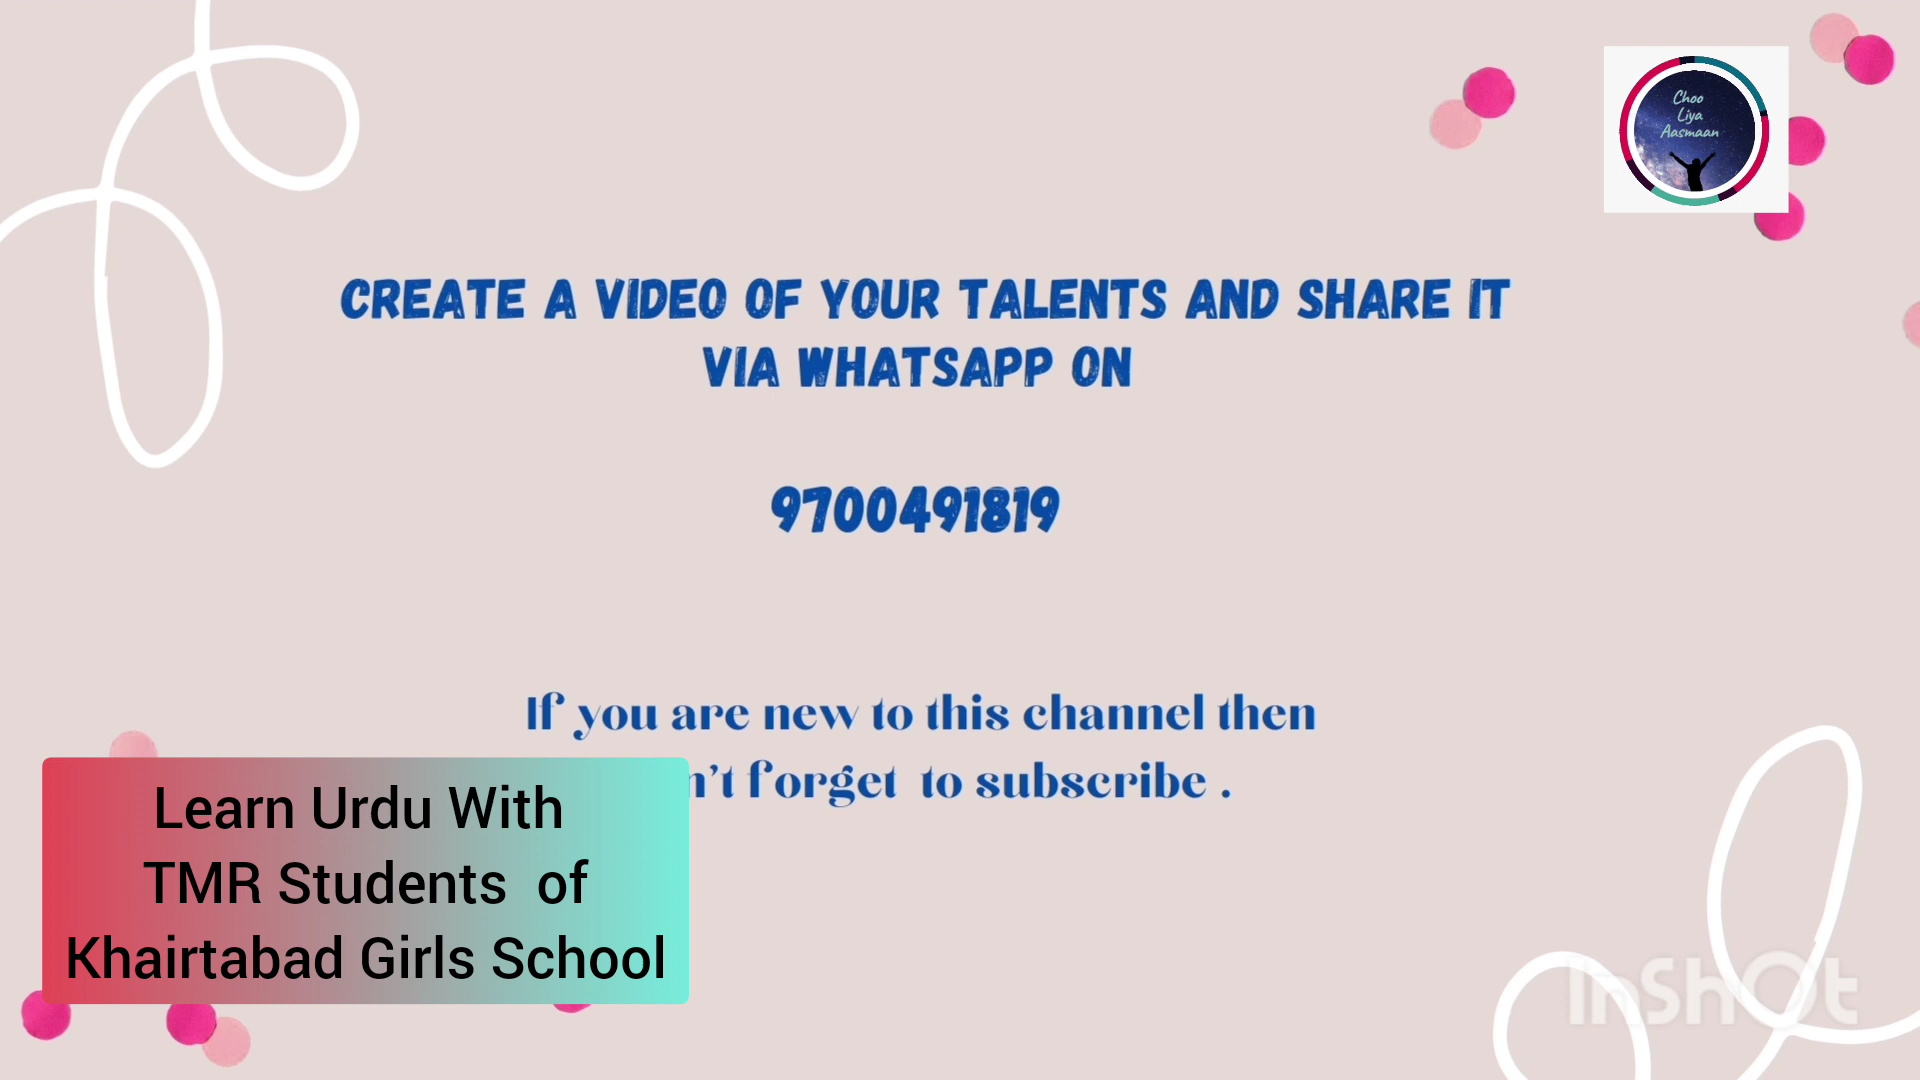 Choo
Liya
Aasmaan
CREATE A VIDEO OF YOUR TALENTS AND SHARE IT
VIA WHATSAPP ON
9700491819
If you are new to this channel then
n't forget to subscribe .
Learn Urdu With
TMR Students of
Khairtabad Girls School
InShOt